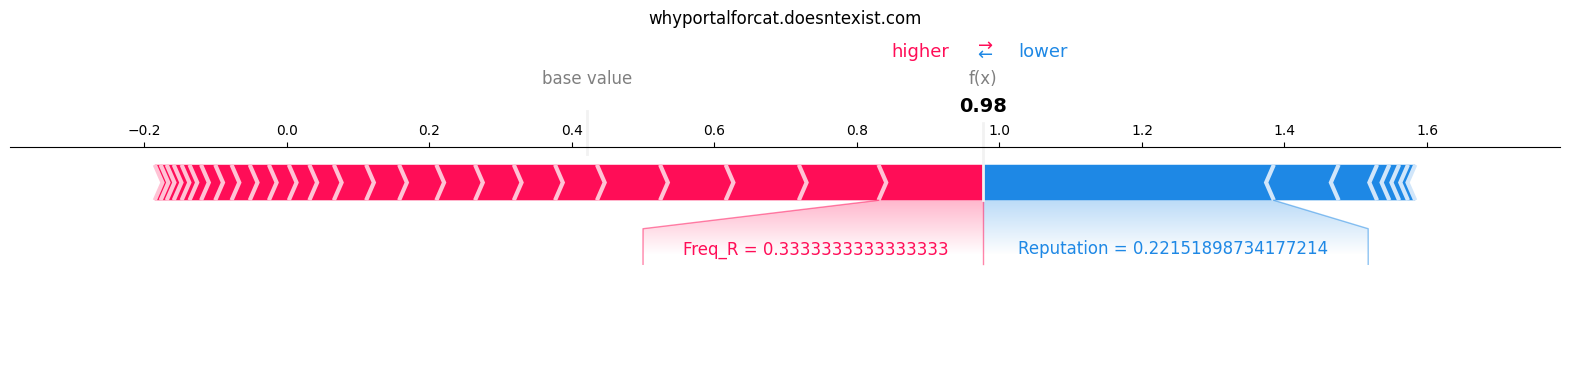 whyportalforcat.doesntexist.com
higher ⇄ lower
base value f(x)
0.98
−0.2 0.0 0.2 0.4 0.6 0.8 1.0 1.2 1.4 1.6
Freq_R = 0.3333333333333333 Reputation = 0.22151898734177214